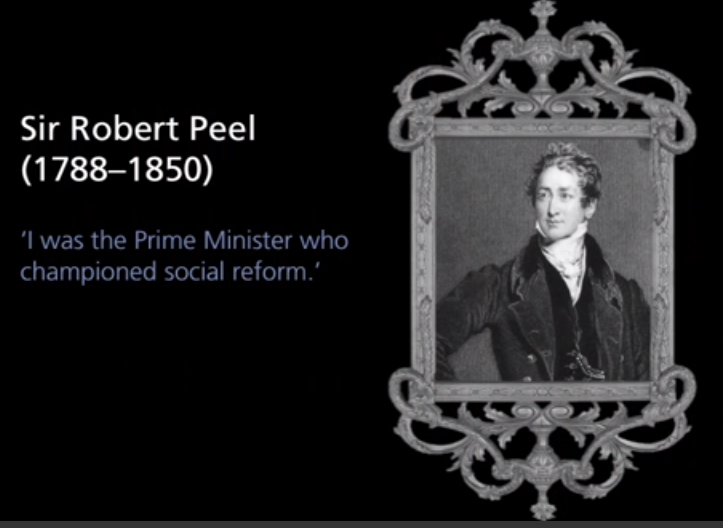 Sir Robert Peel
(1788–1850)
‘I was the Prime Minister who
championed social reform.’